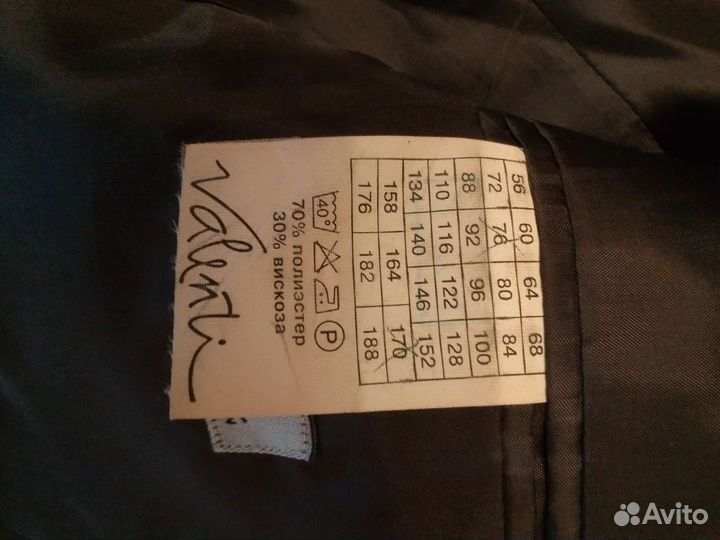 56 60 64 68
72 76 80 84
88 92 96 100
110 116 122 128
134 140 146 152
158 164 170
176 182 188
40° P
70% полиэстер
30% вискоза
Valenti
Avito